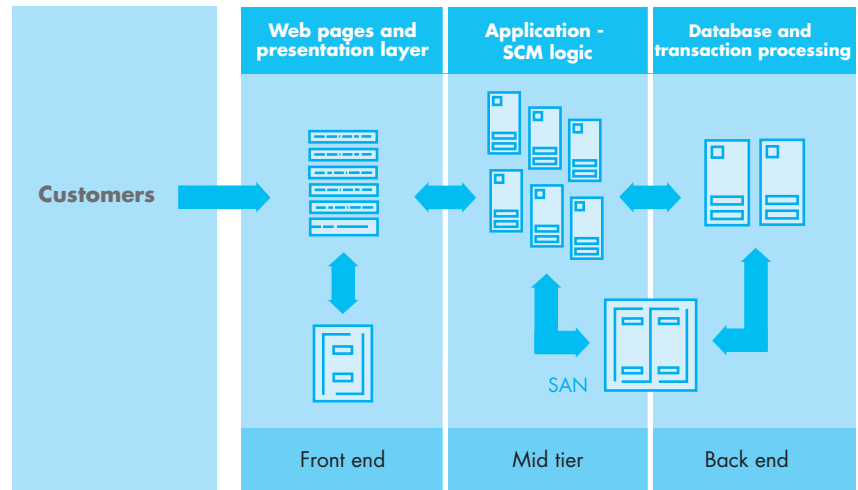 Web pages and
presentation layer
Application -
SCM logic
Database and
transaction processing
Customers
SAN
Front end
Mid tier
Back end